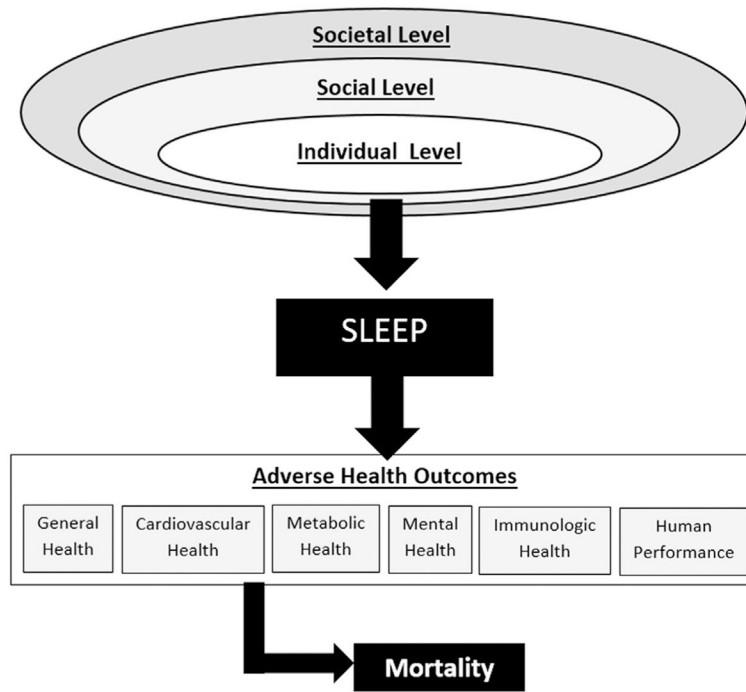 Societal Level
Social Level
Individual Level
SLEEP
Adverse Health Outcomes
General
Health
Cardiovascular
Health
Metabolic
Health
Mental
Health
Immunologic
Health
Human
Performance
Mortality